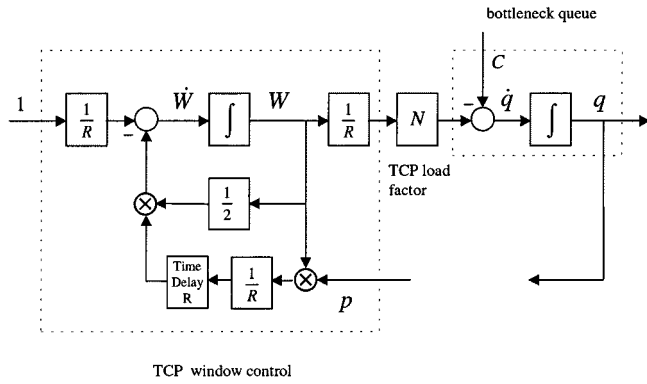 bottleneck queue
C
1
1/R
−
Ẇ
∫
W
1/R
N
−
q̇
∫
q
TCP load
factor
×
1/2
Time
Delay
R
1/R
×
p
TCP window control